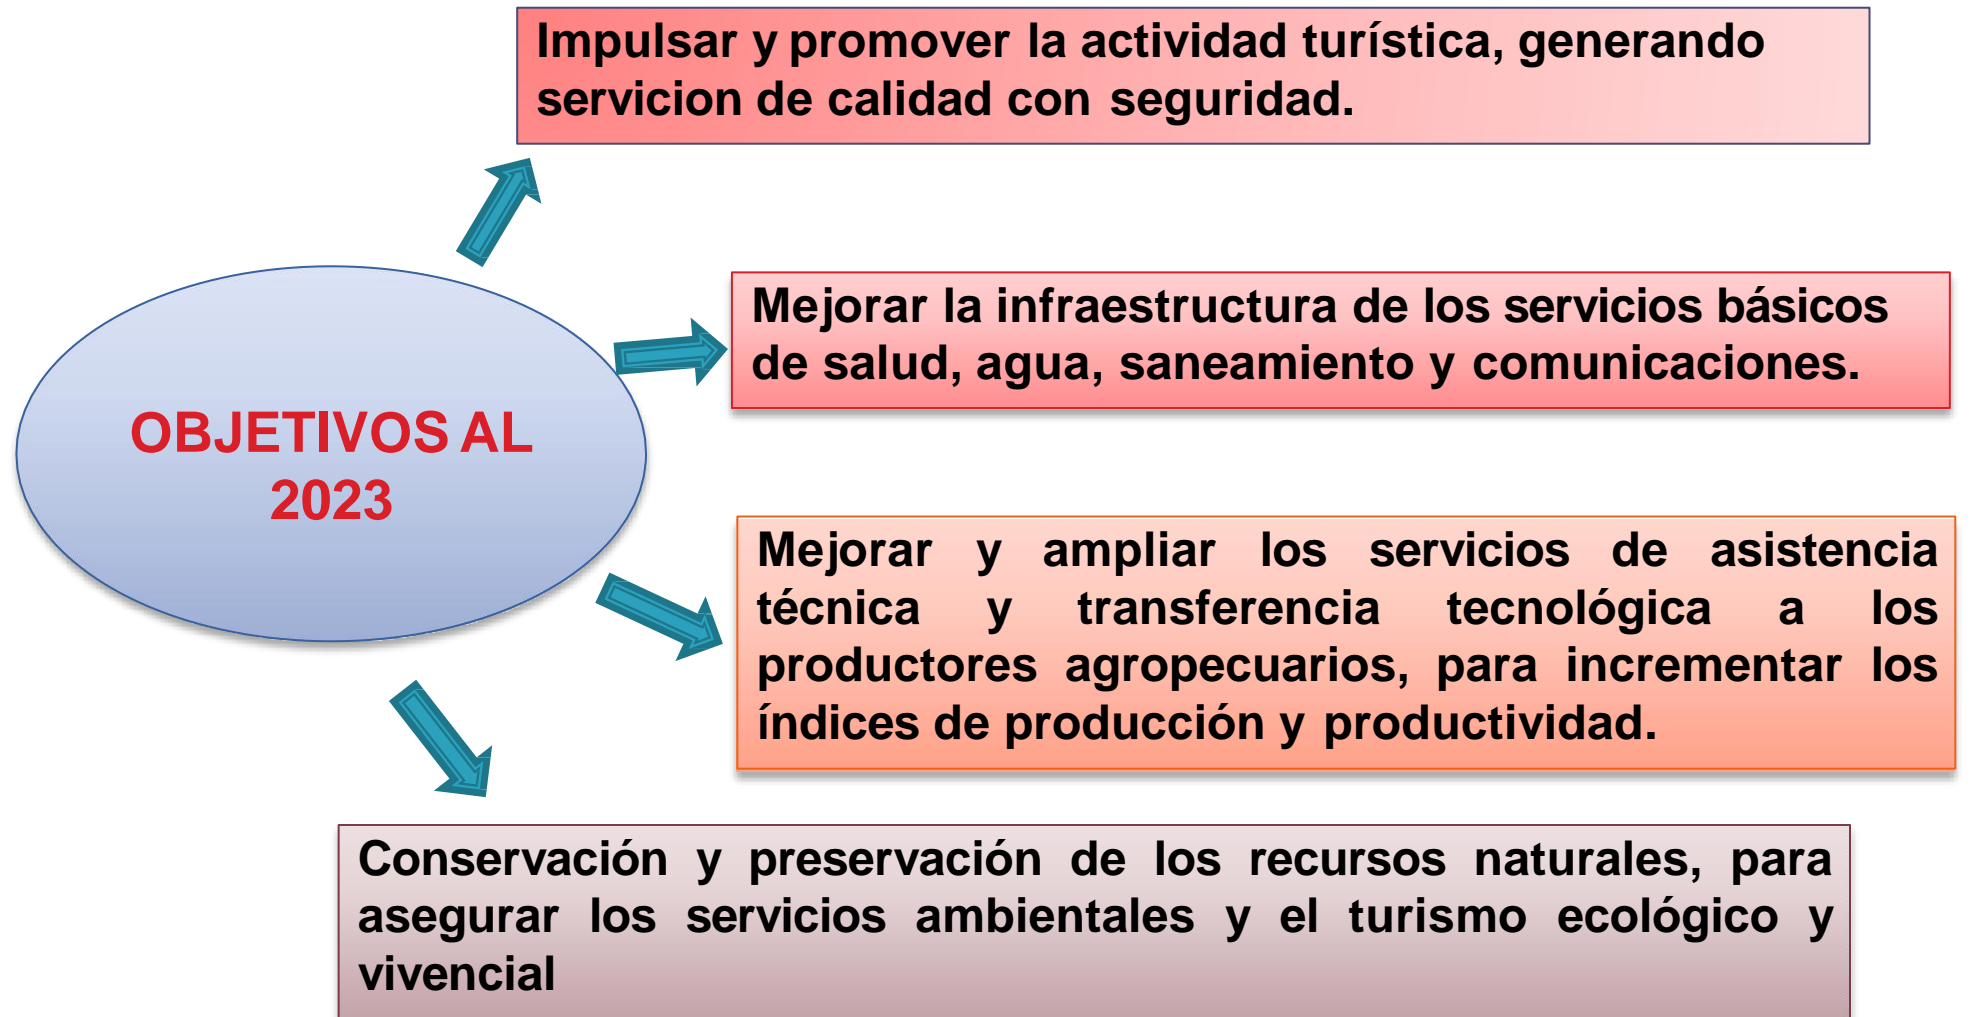 Impulsar y promover la actividad turística, generando
servicion de calidad con seguridad.
Mejorar la infraestructura de los servicios básicos
de salud, agua, saneamiento y comunicaciones.
OBJETIVOS AL
2023
Mejorar y ampliar los servicios de asistencia
técnica y transferencia tecnológica a los
productores agropecuarios, para incrementar los
índices de producción y productividad.
Conservación y preservación de los recursos naturales, para
asegurar los servicios ambientales y el turismo ecológico y
vivencial